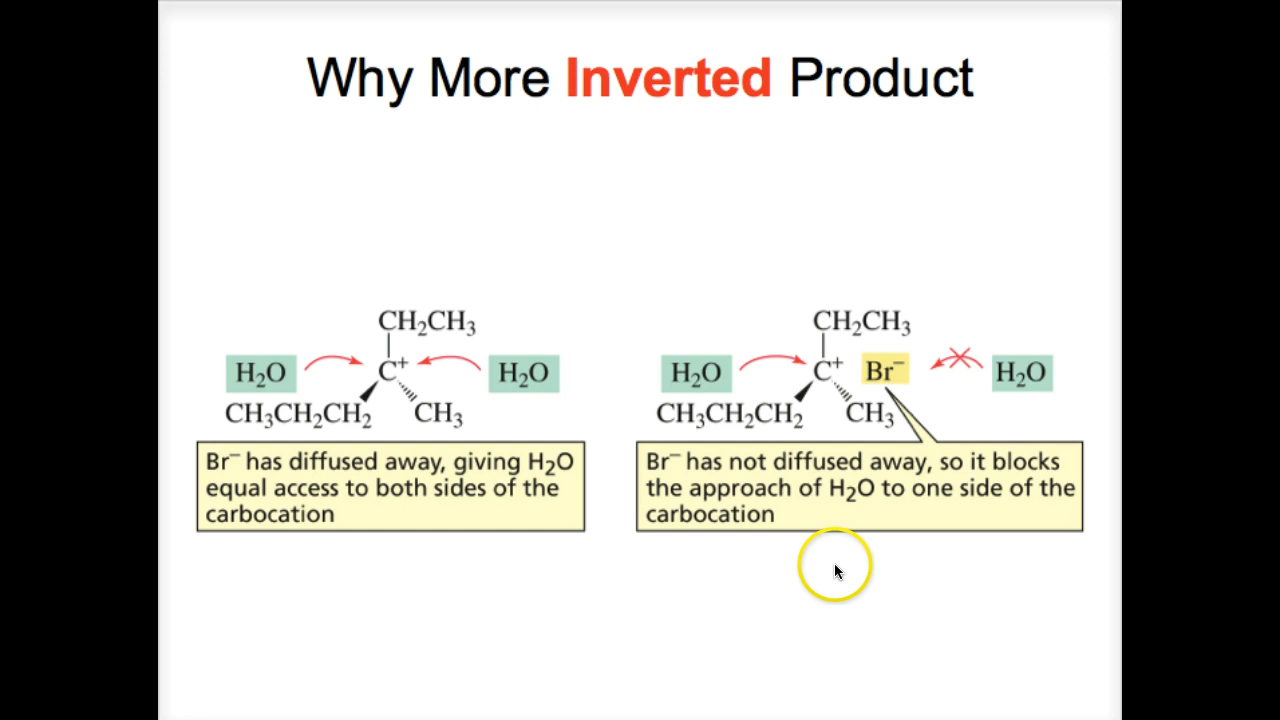 Why More Inverted Product
CH₂CH₃
H₂O C⁺ H₂O
CH₃CH₂CH₂ CH₃
Br⁻ has diffused away, giving H₂O
equal access to both sides of the
carbocation
CH₂CH₃
H₂O C⁺ Br⁻ H₂O
CH₃CH₂CH₂ CH₃
Br⁻ has not diffused away, so it blocks
the approach of H₂O to one side of the
carbocation